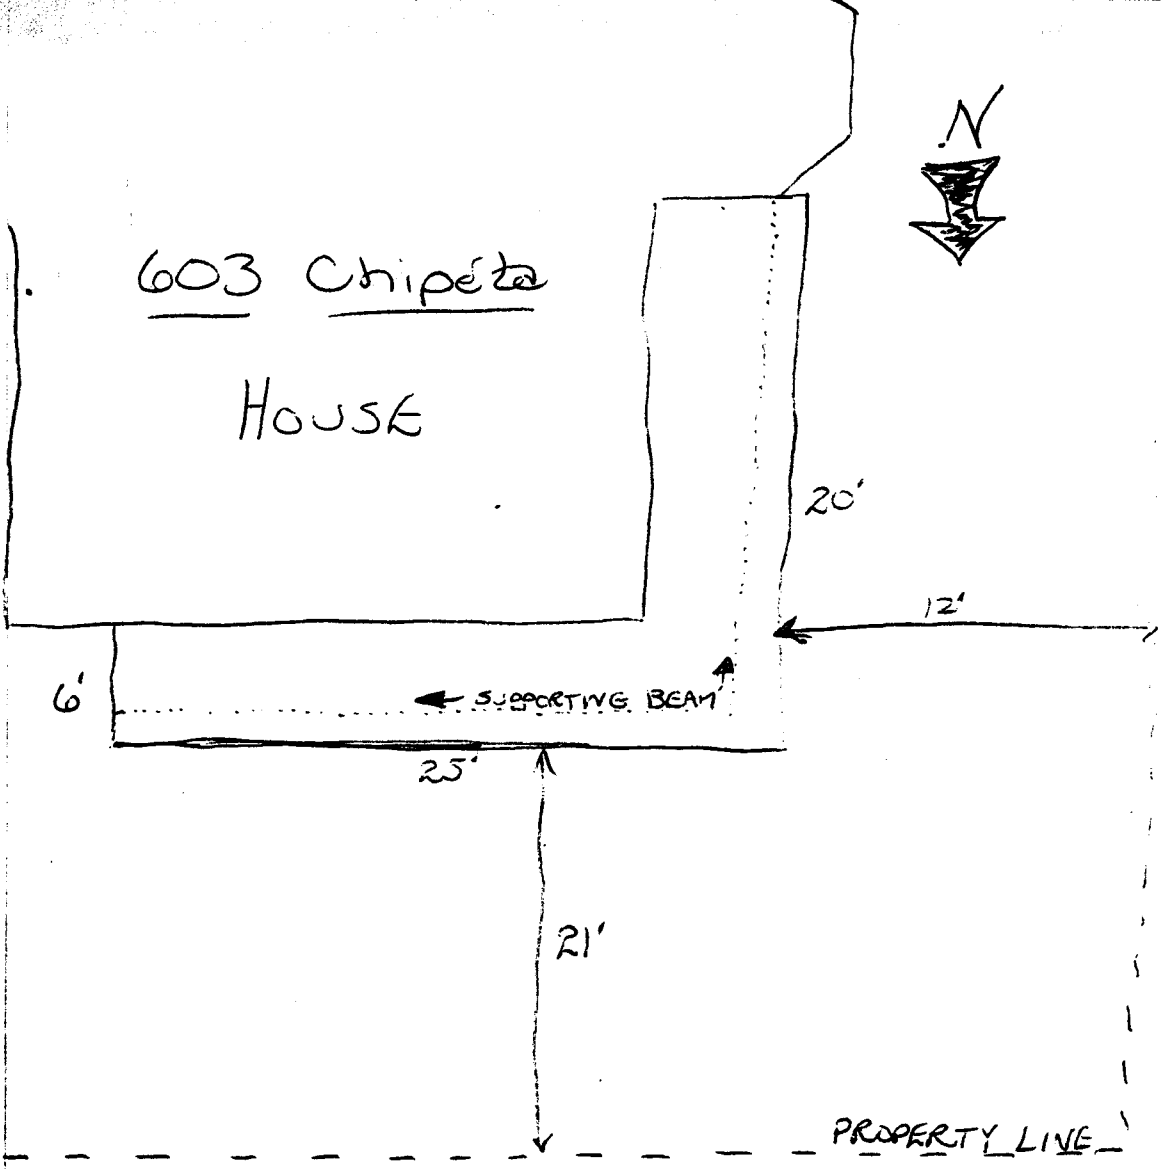 N
603 Chipeta
HOUSE
20'
12'
6'
SUPPORTING BEAM
25'
21'
PROPERTY LINE